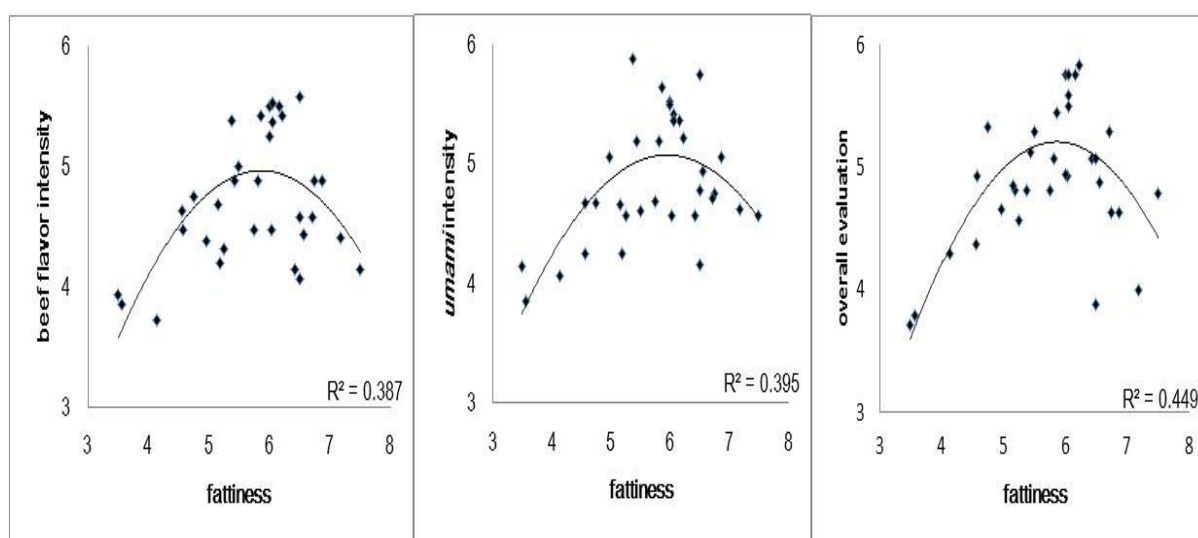 beef flavor intensity
6
5
4
3
R² = 0.387
3 4 5 6 7 8
fattiness
umami intensity
6
5
4
3
R² = 0.395
3 4 5 6 7 8
fattiness
overall evaluation
6
5
4
3
R² = 0.449
3 4 5 6 7 8
fattiness